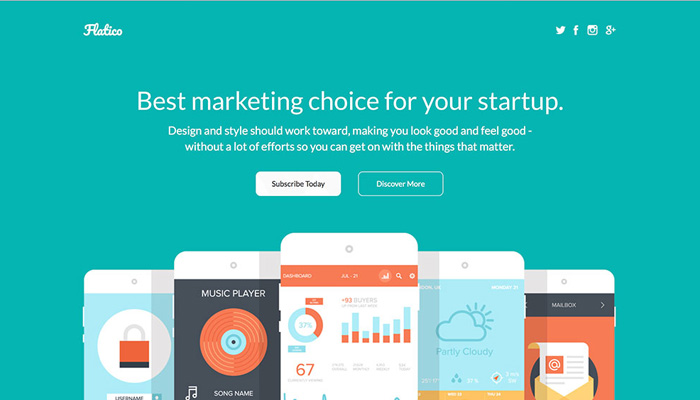 Flatico
Best marketing choice for your startup.
Design and style should work toward, making you look good and feel good -
without a lot of efforts so you can get on with the things that matter.
Subscribe Today
Discover More
DASHBOARD
JUL - 21
MONDAY 21
MUSIC PLAYER
+93 BUYERS
MAILBOX
37%
Partly Cloudy
67
USERNAME
SONG NAME